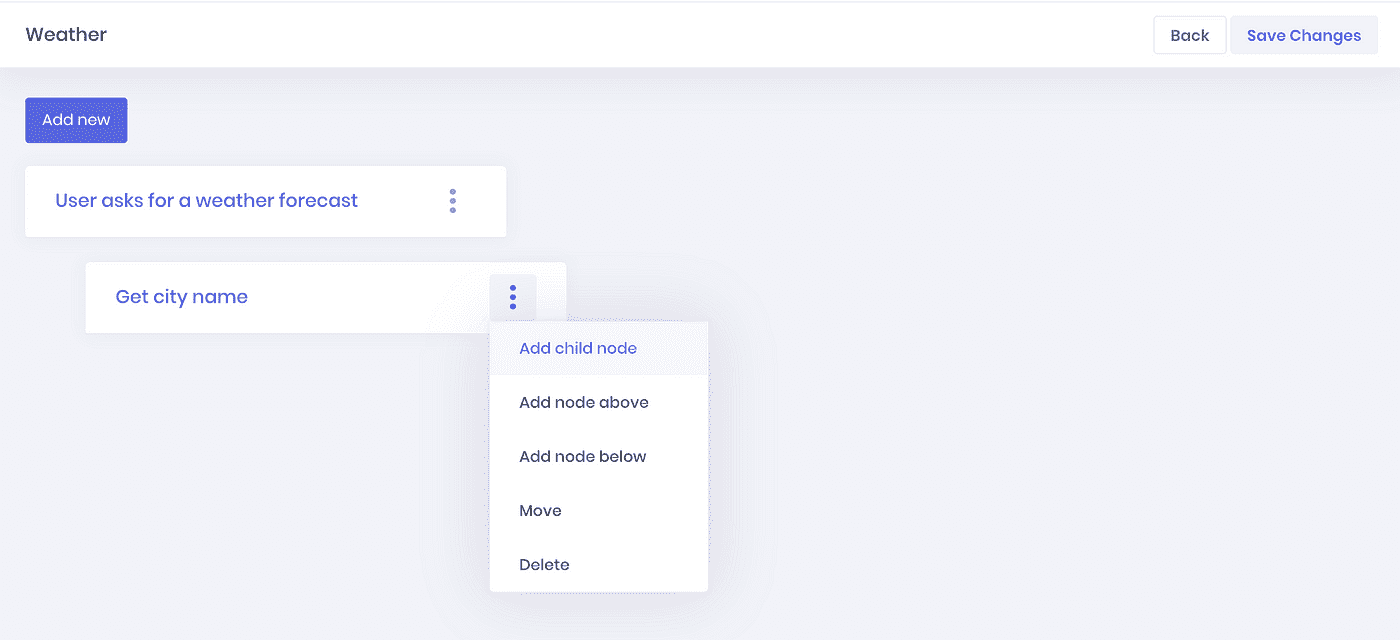 Weather
Back
Save Changes
Add new
User asks for a weather forecast
Get city name
Add child node
Add node above
Add node below
Move
Delete